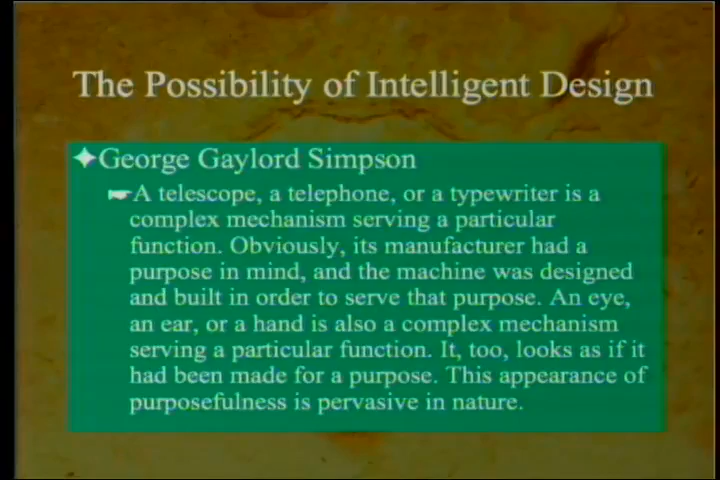 The Possibility of Intelligent Design
George Gaylord Simpson
A telescope, a telephone, or a typewriter is a
complex mechanism serving a particular
function. Obviously, its manufacturer had a
purpose in mind, and the machine was designed
and built in order to serve that purpose. An eye,
an ear, or a hand is also a complex mechanism
serving a particular function. It, too, looks as if it
had been made for a purpose. This appearance of
purposefulness is pervasive in nature.